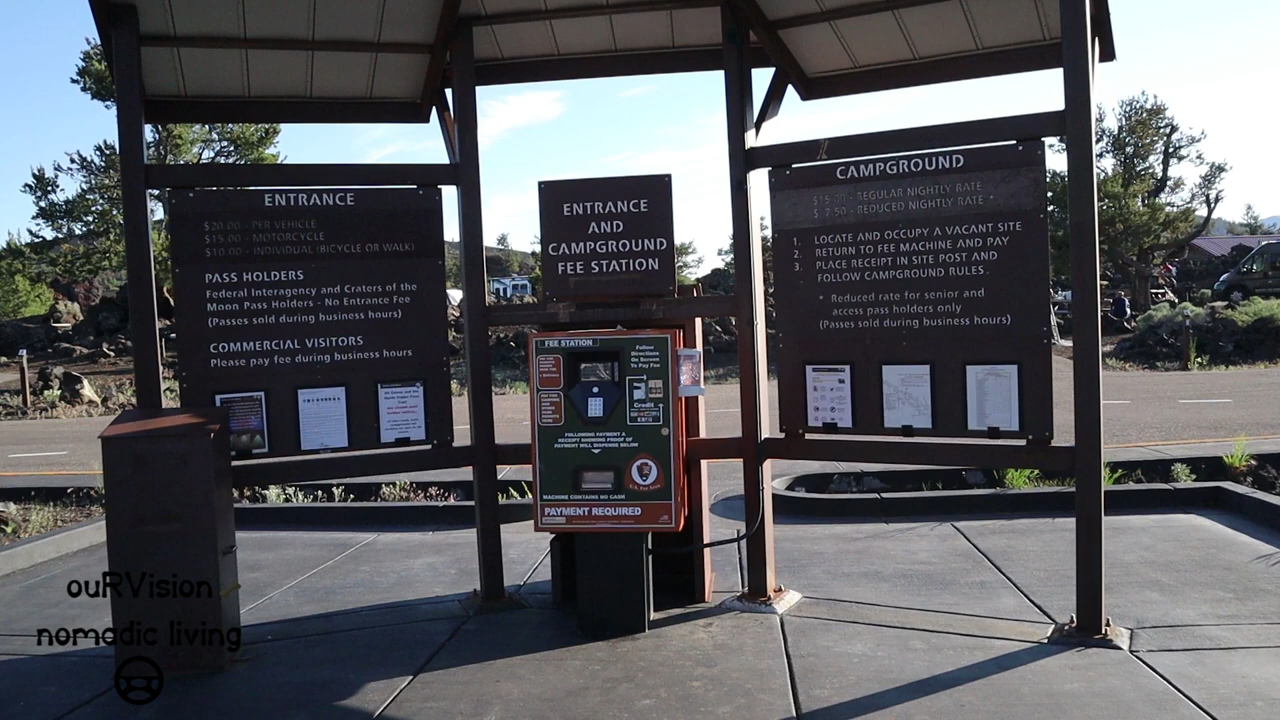 ENTRANCE
$20.00 - PER VEHICLE
$15.00 - MOTORCYCLE
$10.00 - INDIVIDUAL (BICYCLE OR WALK)
PASS HOLDERS
Federal Interagency and Craters of the
Moon Pass Holders - No Entrance Fee
(Passes sold during business hours)
COMMERCIAL VISITORS
Please pay fee during business hours
ENTRANCE
AND
CAMPGROUND
FEE STATION
FEE STATION
Follow
Directions
On Screen
To Pay Fee
Credit
FOLLOWING PAYMENT A
RECEIPT SHOWING PROOF OF
PAYMENT WILL DISPENSE BELOW
U.S. Fee Area
MACHINE CONTAINS NO CASH
PAYMENT REQUIRED
CAMPGROUND
$15.00 - REGULAR NIGHTLY RATE
$ 7.50 - REDUCED NIGHTLY RATE *
1. LOCATE AND OCCUPY A VACANT SITE
2. RETURN TO FEE MACHINE AND PAY
3. PLACE RECEIPT IN SITE POST AND
FOLLOW CAMPGROUND RULES.
* Reduced rate for senior and
access pass holders only
(Passes sold during business hours)
ouRVision
nomadic living